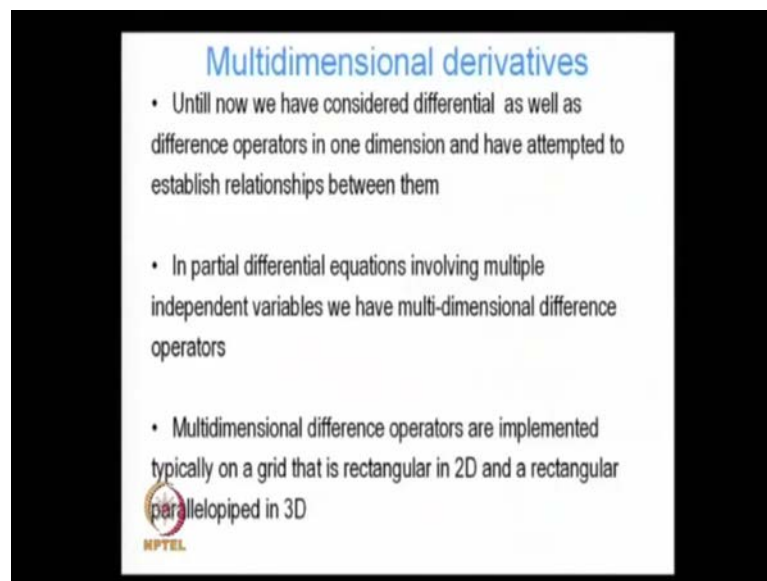 Multidimensional derivatives
• Untill now we have considered differential as well as
difference operators in one dimension and have attempted to
establish relationships between them
• In partial differential equations involving multiple
independent variables we have multi-dimensional difference
operators
• Multidimensional difference operators are implemented
typically on a grid that is rectangular in 2D and a rectangular
parallelopiped in 3D
NPTEL